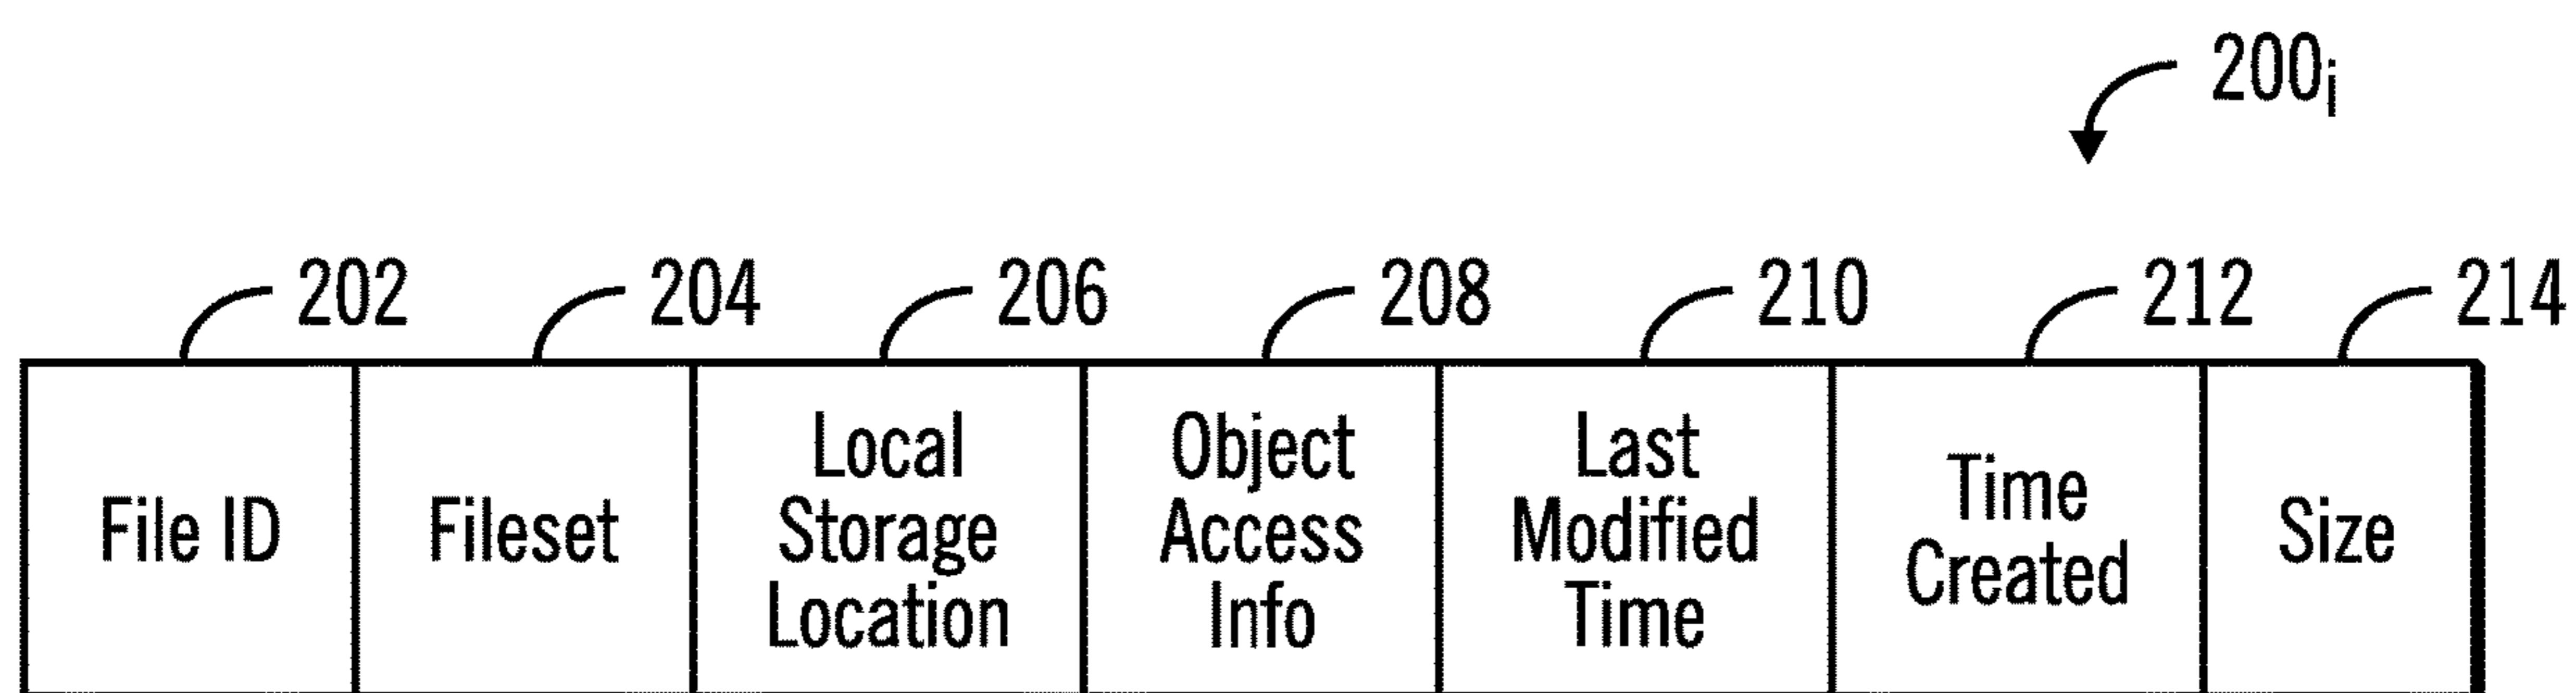 200i
202 204 206 208 210 212 214
File ID
Fileset
Local
Storage
Location
Object
Access
Info
Last
Modified
Time
Time
Created
Size